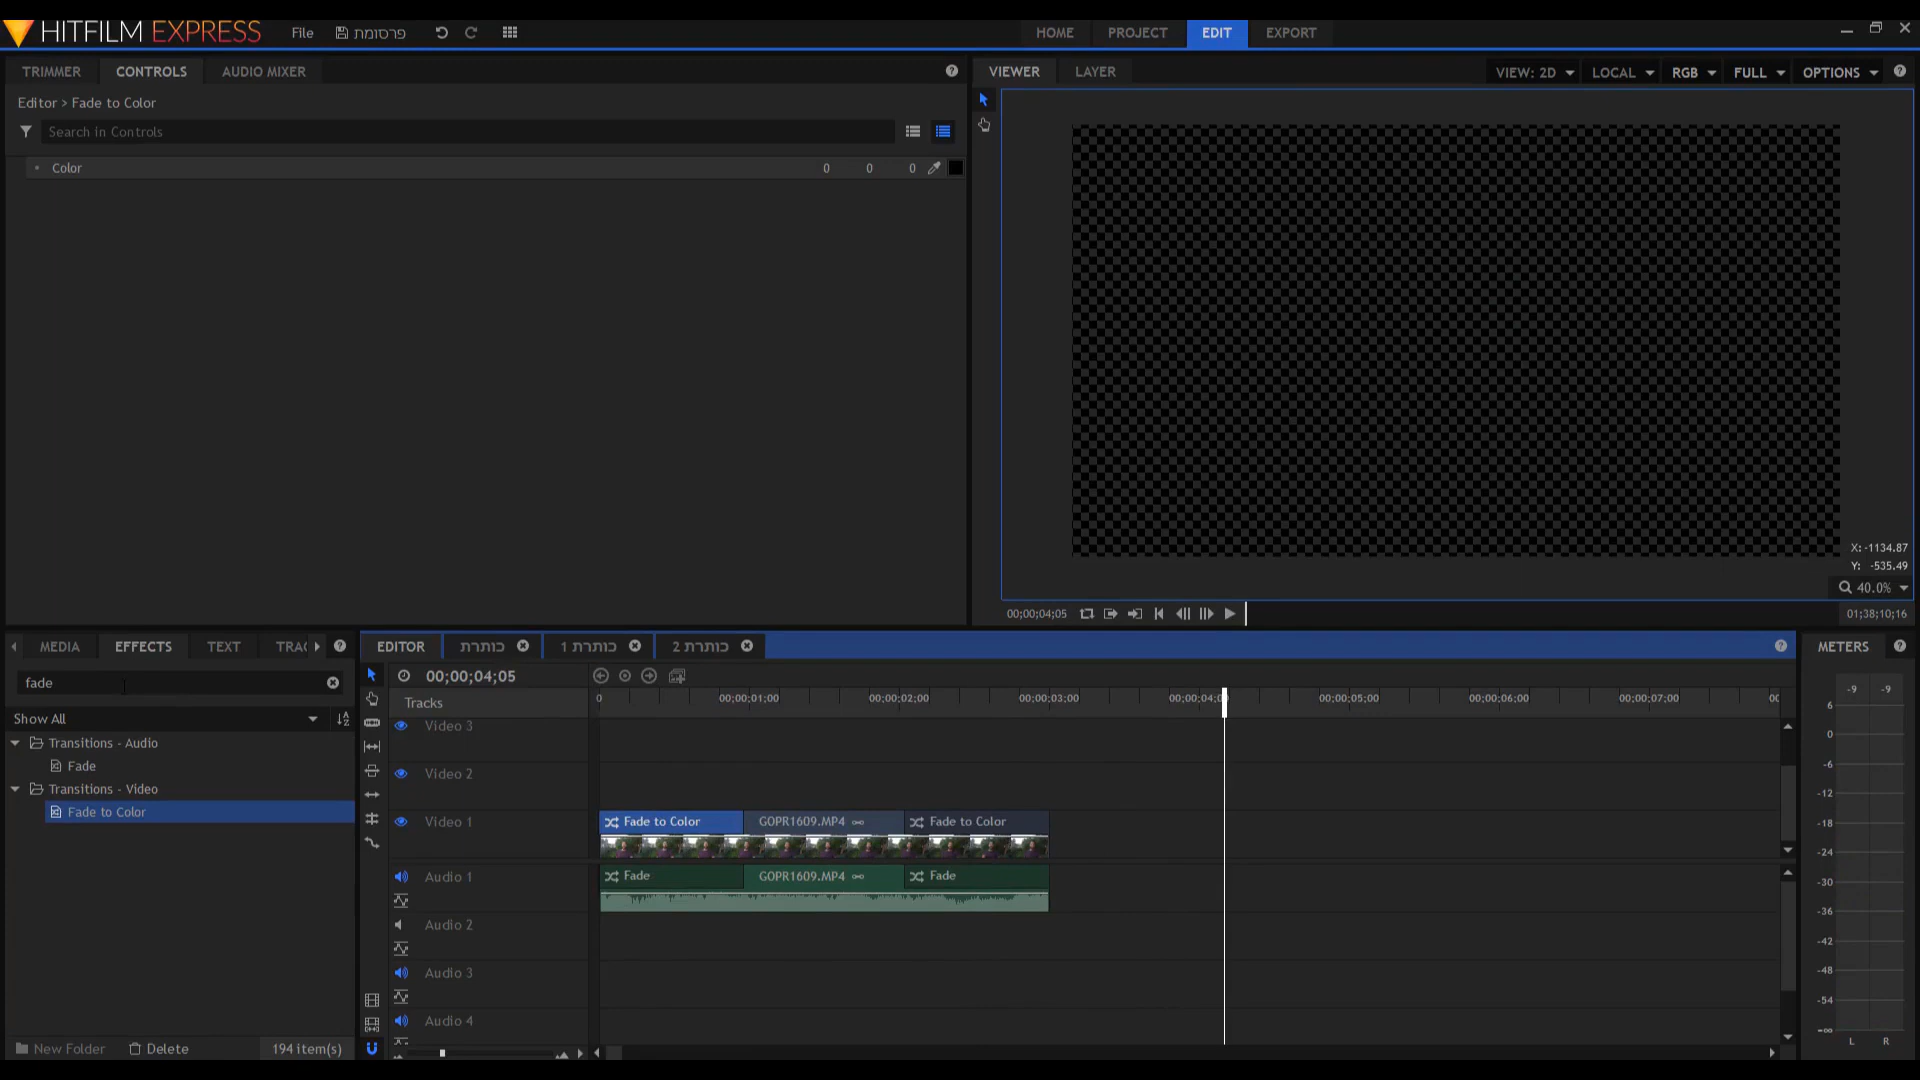 HITFILM EXPRESS
File
פרסומת
HOME
PROJECT
EDIT
EXPORT
TRIMMER
CONTROLS
AUDIO MIXER
VIEWER
LAYER
VIEW: 2D
LOCAL
RGB
FULL
OPTIONS
Editor > Fade to Color
Search in Controls
Color
0 0 0
X: -1134.87
Y: -535.49
40.0%
00;00;04;05
01;38;10;16
MEDIA
EFFECTS
TEXT
TRAC
EDITOR
כותרת
כותרת 1
כותרת 2
METERS
fade
00;00;04;05
Show All
Tracks
0
00;00;01;00
00;00;02;00
00;00;03;00
00;00;04;0
00;00;05;00
00;00;06;00
00;00;07;00
00
Transitions - Audio
Fade
Transitions - Video
Fade to Color
Video 3
Video 2
Video 1
Fade to Color
GOPR1609.MP4
Fade to Color
Audio 1
Fade
GOPR1609.MP4
Fade
Audio 2
Audio 3
Audio 4
-9 -9
6
0
-6
-12
-18
-24
-30
-36
-42
-48
-54
-∞
L R
New Folder
Delete
194 item(s)